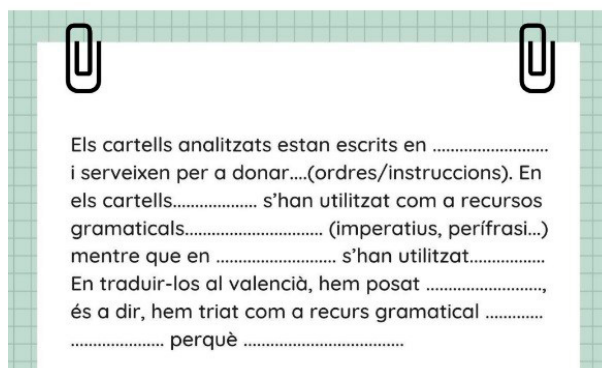 Els cartells analitzats estan escrits en ..........................
i serveixen per a donar....(ordres/instruccions). En
els cartells................... s’han utilitzat com a recursos
gramaticals............................... (imperatius, perífrasi...)
mentre que en ........................... s’han utilitzat.................
En traduir-los al valencià, hem posat ..........................,
és a dir, hem triat com a recurs gramatical .............
..................... perquè ....................................